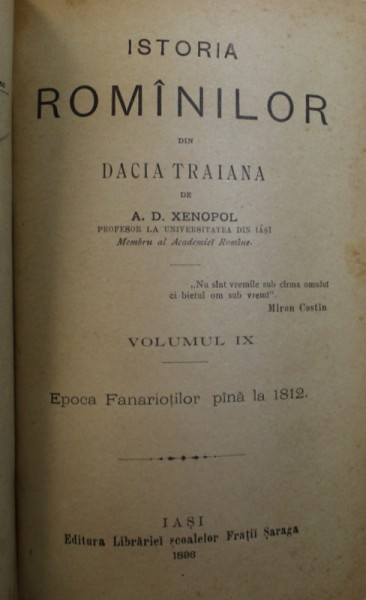 ISTORIA
ROMÎNILOR
DIN
DACIA TRAIANA
DE
A. D. XENOPOL
PROFESOR LA UNIVERSITATEA DIN IAȘI
Membru al Academiei Romîne.
„Nu sînt vremile sub cîrma omului
ci bietul om sub vremi”.
Miron Costin
VOLUMUL IX
Epoca Fanarioților pînă la 1812.
IAȘI
Editura Librăriei școalelor Frații Șaraga
1896